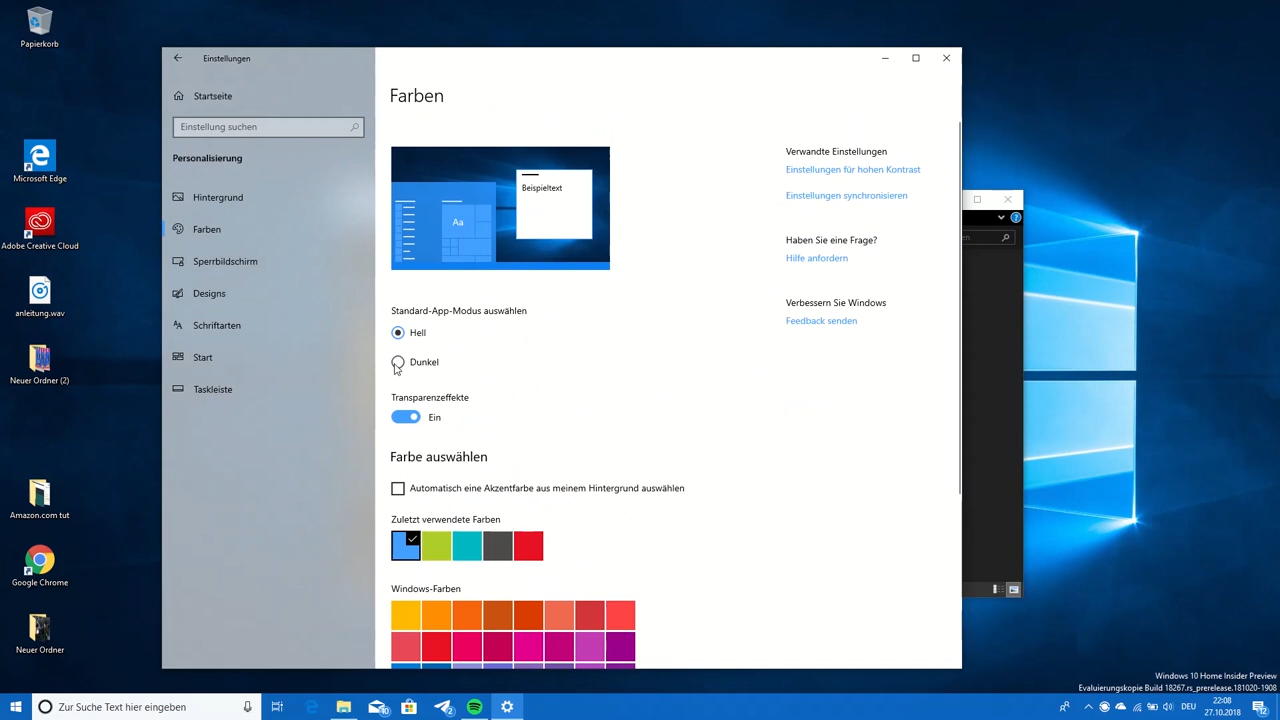 Papierkorb
Microsoft Edge
Adobe Creative Cloud
anleitung.wav
Neuer Ordner (2)
Amazon.com tut
Google Chrome
Neuer Ordner
Einstellungen
Startseite
Einstellung suchen
Personalisierung
Hintergrund
Farben
Sperrbildschirm
Designs
Schriftarten
Start
Taskleiste
Farben
Beispieltext
Aa
Standard-App-Modus auswählen
Hell
Dunkel
Transparenzeffekte
Ein
Farbe auswählen
Automatisch eine Akzentfarbe aus meinem Hintergrund auswählen
Zuletzt verwendete Farben
Windows-Farben
Verwandte Einstellungen
Einstellungen für hohen Kontrast
Einstellungen synchronisieren
Haben Sie eine Frage?
Hilfe anfordern
Verbessern Sie Windows
Feedback senden
en
Windows 10 Home Insider Preview
Evaluierungskopie Build 18267.rs_prerelease.181020-1908
Zur Suche Text hier eingeben
22:08
27.10.2018